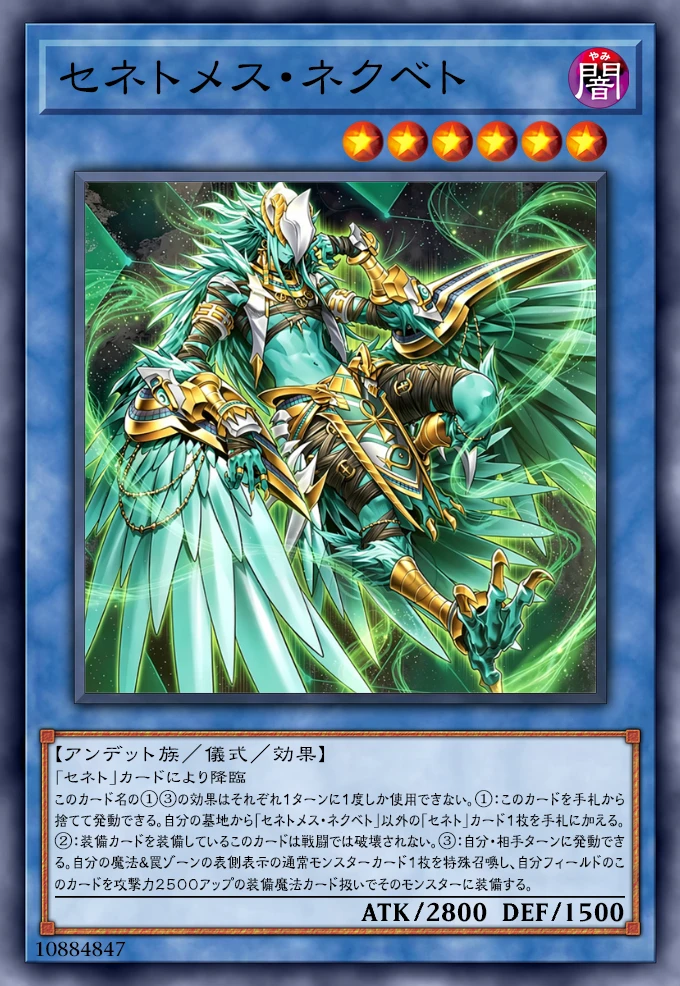 セネトメス・ネクベト
やみ
闇
【アンデット族／儀式／効果】
「セネト」カードにより降臨
このカード名の①③の効果はそれぞれ1ターンに1度しか使用できない。①：このカードを手札から
捨てて発動できる。自分の墓地から「セネトメス・ネクベト」以外の「セネト」カード1枚を手札に加える。
②：装備カードを装備しているこのカードは戦闘では破壊されない。③：自分・相手ターンに発動でき
る。自分の魔法&罠ゾーンの表側表示の通常モンスターカード1枚を特殊召喚し、自分フィールドのこ
のカードを攻撃力2500アップの装備魔法カード扱いでそのモンスターに装備する。
ATK/2800 DEF/1500
10884847